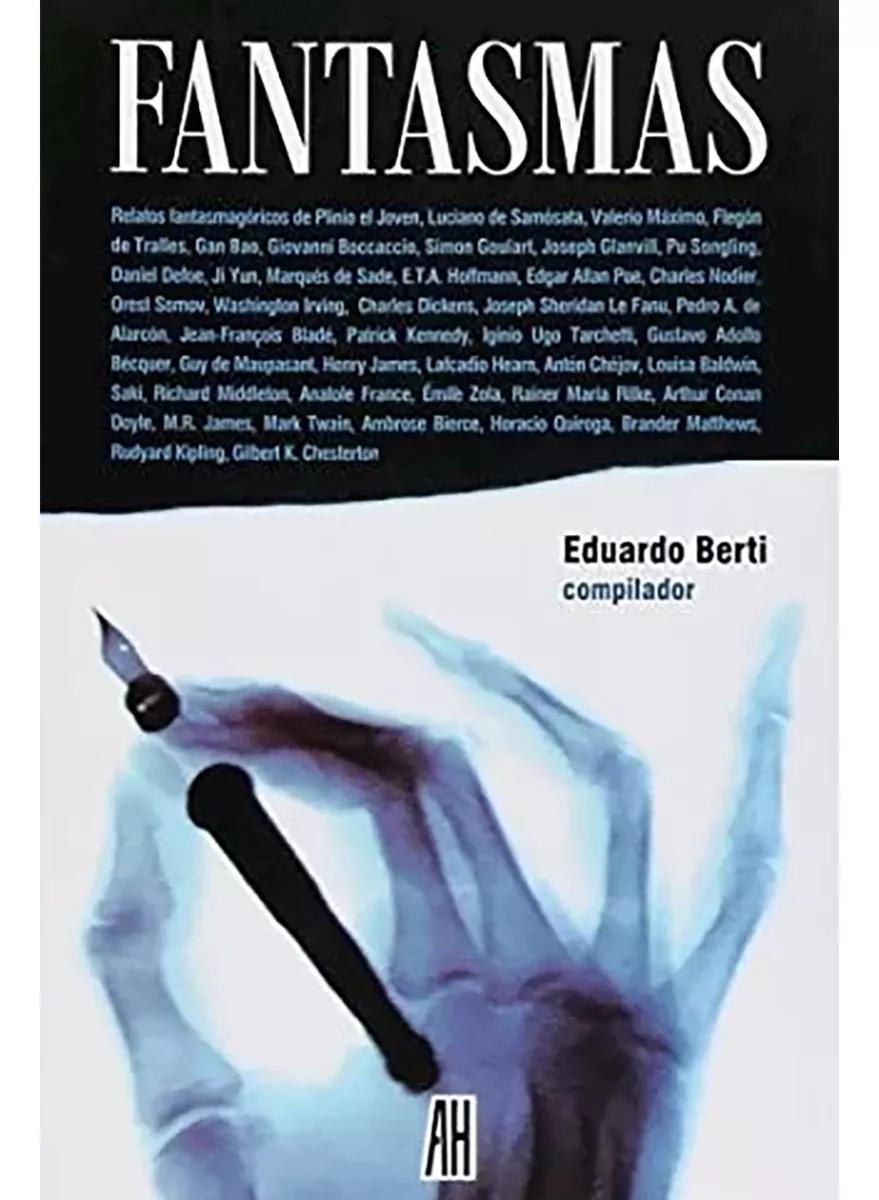 FANTASMAS
Relatos fantasmagóricos de Plinio el Joven, Luciano de Samósata, Valerio Máximo, Flegón
de Tralles, Gan Bao, Giovanni Boccaccio, Simon Goulart, Joseph Glanvill, Pu Songling,
Daniel Defoe, Ji Yun, Marqués de Sade, E.T.A. Hoffmann, Edgar Allan Poe, Charles Nodier,
Orest Somov, Washington Irving, Charles Dickens, Joseph Sheridan Le Fanu, Pedro A. de
Alarcón, Jean-François Bladé, Patrick Kennedy, Iginio Ugo Tarchetti, Gustavo Adolfo
Bécquer, Guy de Maupassant, Henry James, Lafcadio Hearn, Antón Chéjov, Louisa Baldwin,
Saki, Richard Middleton, Anatole France, Émile Zola, Rainer Maria Rilke, Arthur Conan
Doyle, M.R. James, Mark Twain, Ambrose Bierce, Horacio Quiroga, Brander Matthews,
Rudyard Kipling, Gilbert K. Chesterton
Eduardo Berti
compilador
AH